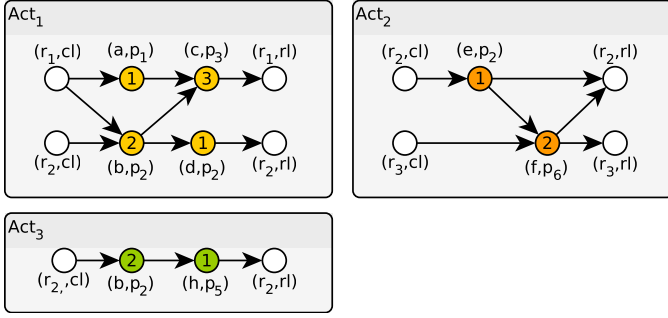 Act1
(r1,cl) (a,p1) (c,p3) (r1,rl)
1 3
2 1
(r2,cl) (b,p2) (d,p2) (r2,rl)
Act2
(r2,cl) (e,p2) (r2,rl)
1
2
(r3,cl) (f,p6) (r3,rl)
Act3
2 1
(r2,,cl) (b,p2) (h,p5) (r2,rl)